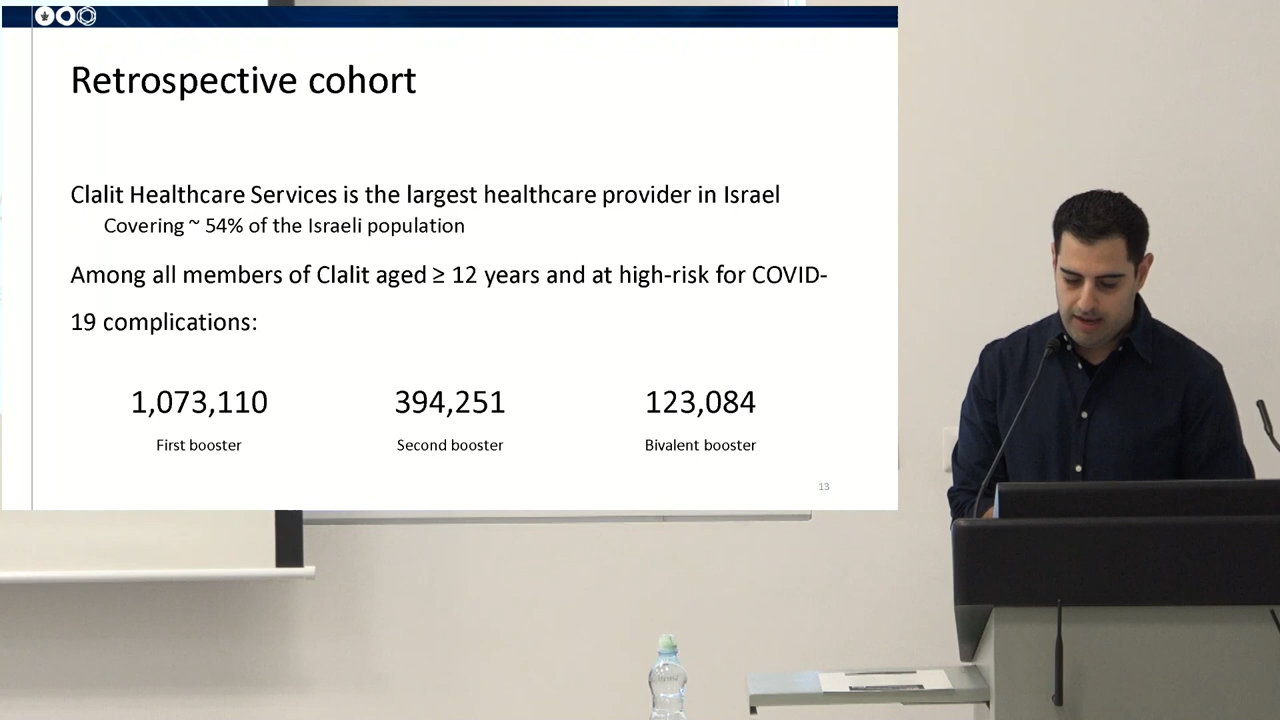 Retrospective cohort
Clalit Healthcare Services is the largest healthcare provider in Israel
Covering ~ 54% of the Israeli population
Among all members of Clalit aged ≥ 12 years and at high-risk for COVID-
19 complications:
1,073,110 394,251 123,084
First booster Second booster Bivalent booster
13